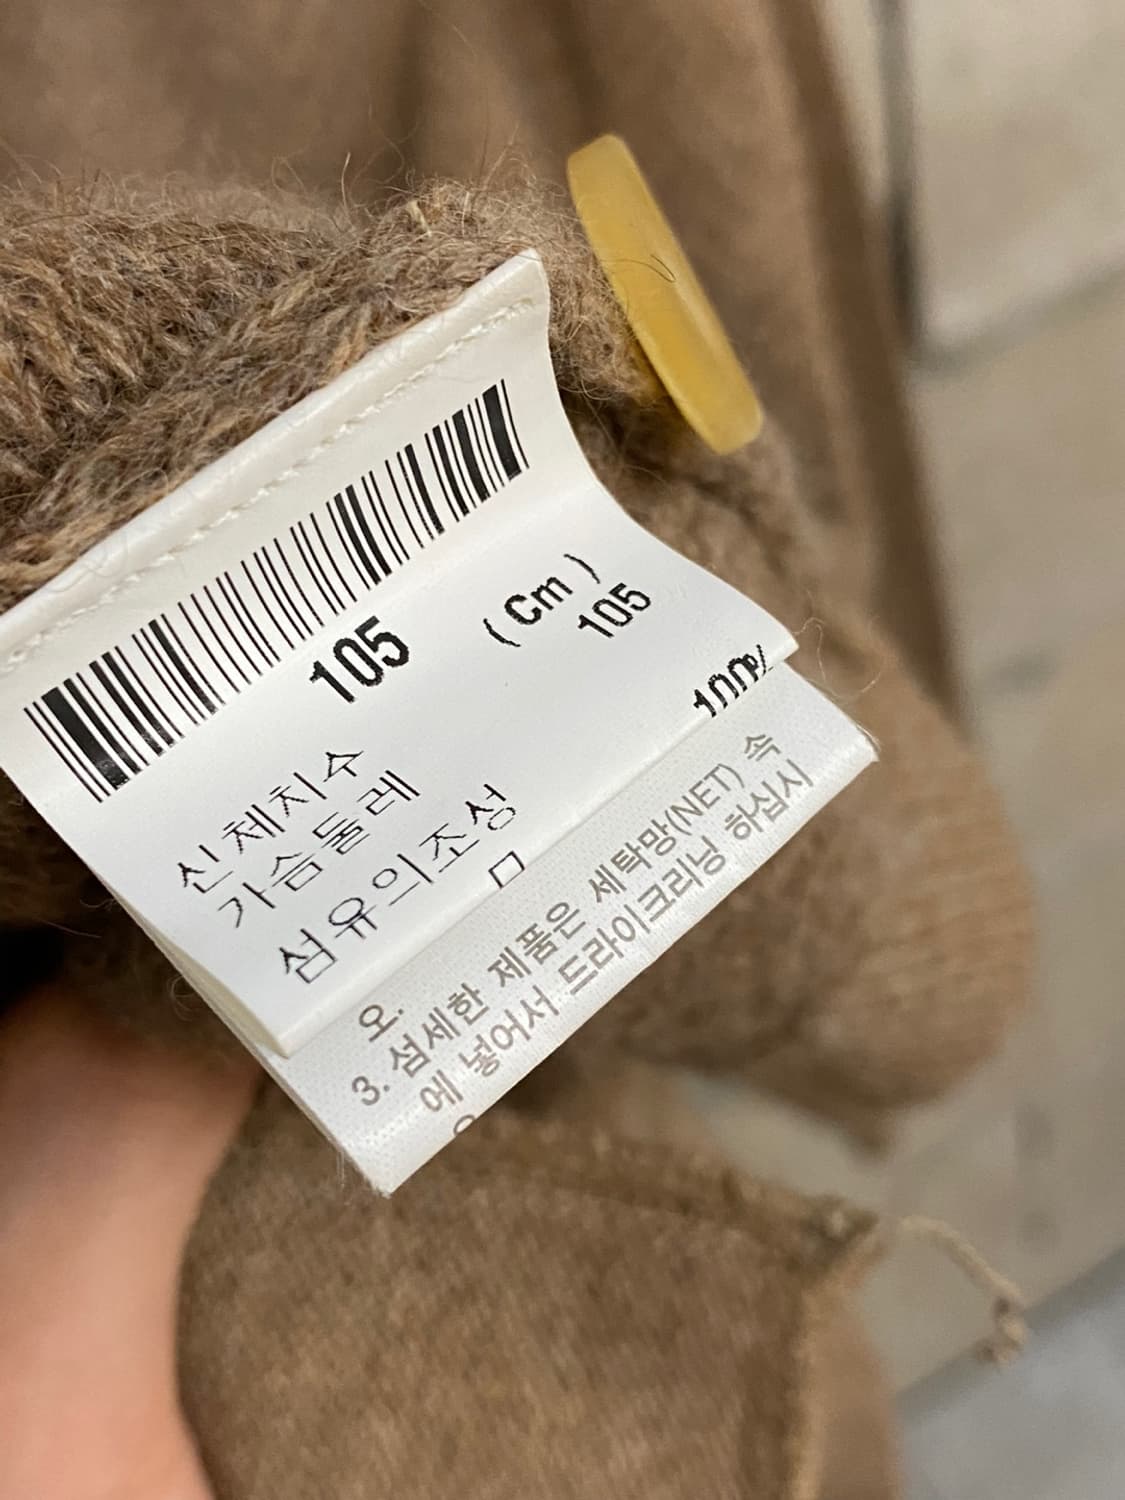 105
신체치수 ( Cm )
가슴둘레 105
섬유의조성
100%
오.
3. 섬세한 제품은 세탁망(NET) 속
에 넣어서 드라이크리닝 하십시